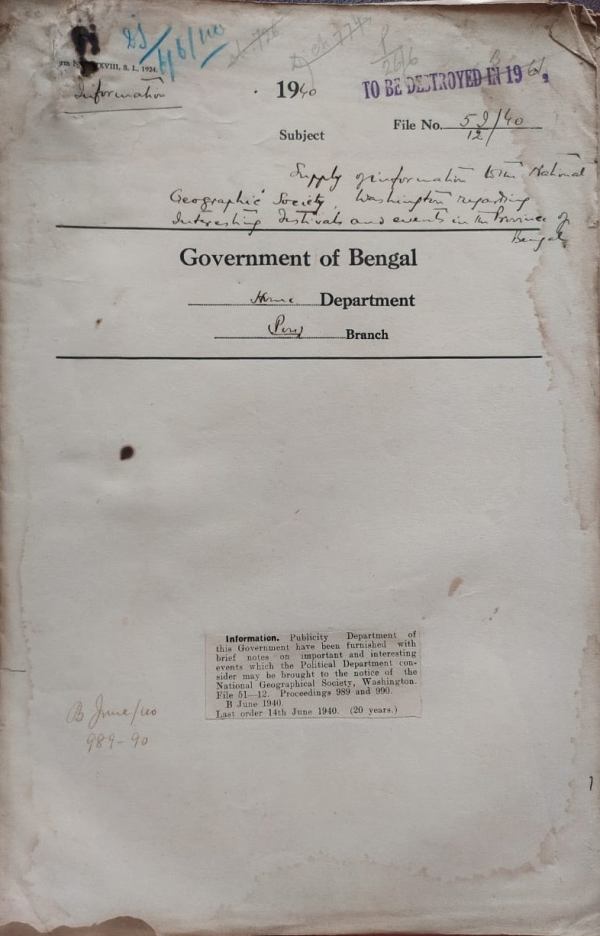 XXVIII, S. I., 1924.
Information
1940
TO BE DESTROYED IN 1961,
Subject
File No. 51/40
12
Supply of information to the National
Geographic Society, Washington regarding
Interesting festivals and events in the Province of
Bengal
Government of Bengal
Home Department
Branch
Information. Publicity Department of
this Government have been furnished with
brief notes on important and interesting
events which the Political Department con-
sider may be brought to the notice of the
National Geographical Society, Washington.
File 51—12. Proceedings 989 and 990.
B June 1940.
Last order 14th June 1940. (20 years.)
B June/40
989-90